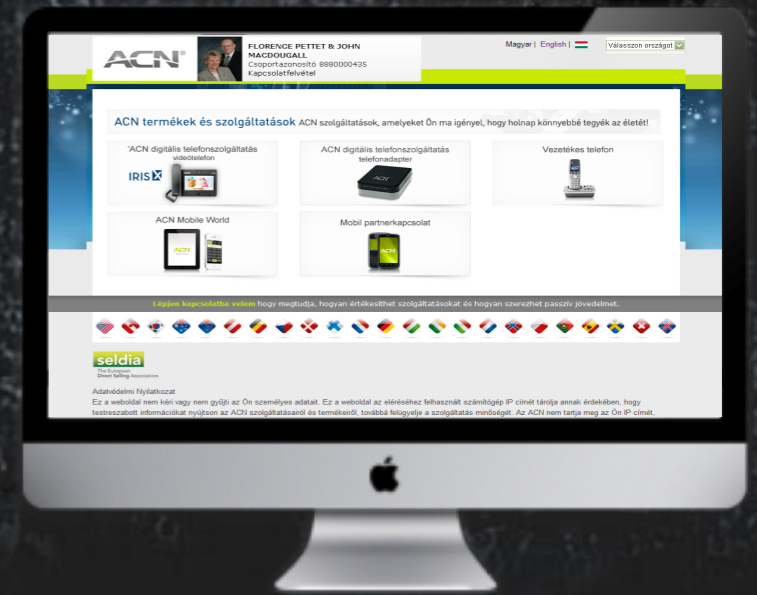 ACN
FLORENCE PETTET & JOHN
MACDOUGALL
Csoportazonosító 8980000435
Kapcsolatfelvétel
Magyar | English |
Válasszon országot
ACN termékek és szolgáltatások ACN szolgáltatások, amelyeket Ön ma igényel, hogy holnap könnyebbé tegyék az életét!
'ACN digitális telefonszolgáltatás
videótelefon
IRIS X
ACN digitális telefonszolgáltatás
telefonadapter
ACN
Vezetékes telefon
ACN Mobile World
ACN
Mobil partnerkapcsolat
ACN
Lépjen kapcsolatba velem hogy megtudja, hogyan értékesíthet szolgáltatásokat és hogyan szerezhet passzív jövedelmet.
seldia
The European
Direct Selling Association
Adatvédelmi Nyilatkozat
Ez a weboldal nem kéri vagy nem gyűjti az Ön személyes adatait. Ez a weboldal az eléréséhez felhasznált számítógép IP címét tárolja annak érdekében, hogy
testreszabott információkat nyújtson az ACN szolgáltatásairól és termékeiről, továbbá felügyelje a szolgáltatás minőségét. Az ACN nem tartja meg az Ön IP címét,